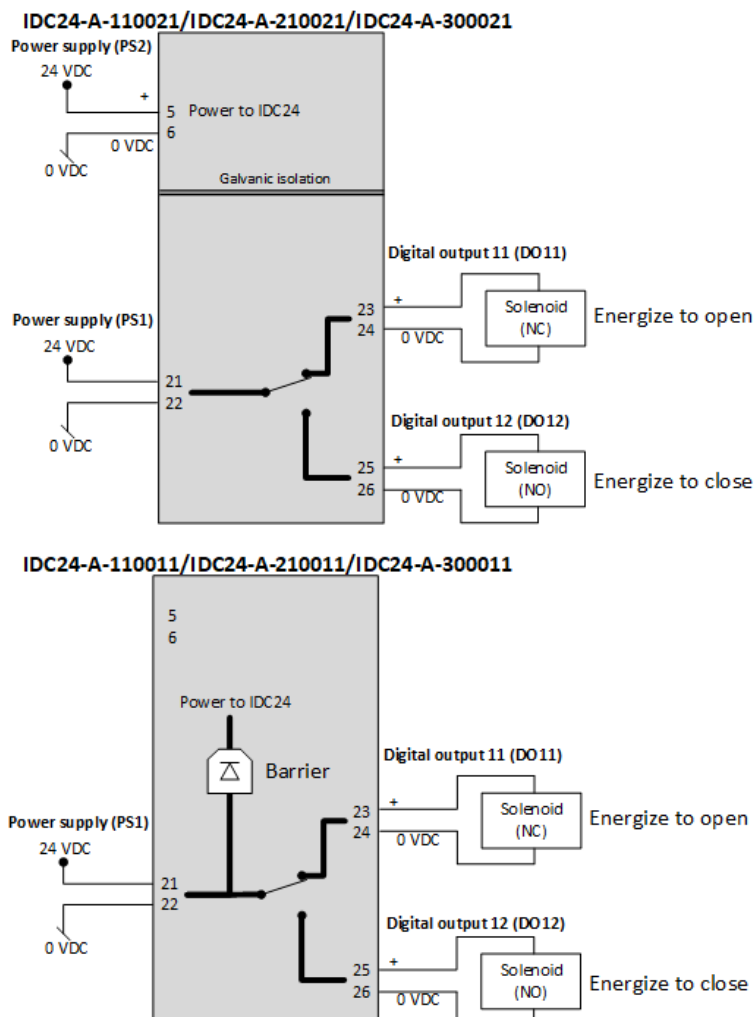 IDC24-A-110021/IDC24-A-210021/IDC24-A-300021
Power supply (PS2)
24 VDC
+
5 Power to IDC24
6
0 VDC
0 VDC
Galvanic isolation
Digital output 11 (DO11)
23 +
24 0 VDC
Solenoid
(NC)
Energize to open
Power supply (PS1)
24 VDC
21
22
0 VDC
Digital output 12 (DO12)
25 +
26 0 VDC
Solenoid
(NO)
Energize to close
IDC24-A-110011/IDC24-A-210011/IDC24-A-300011
5
6
Power to IDC24
Barrier
Digital output 11 (DO11)
23 +
24 0 VDC
Solenoid
(NC)
Energize to open
Power supply (PS1)
24 VDC
21
22
0 VDC
Digital output 12 (DO12)
25 +
26 0 VDC
Solenoid
(NO)
Energize to close